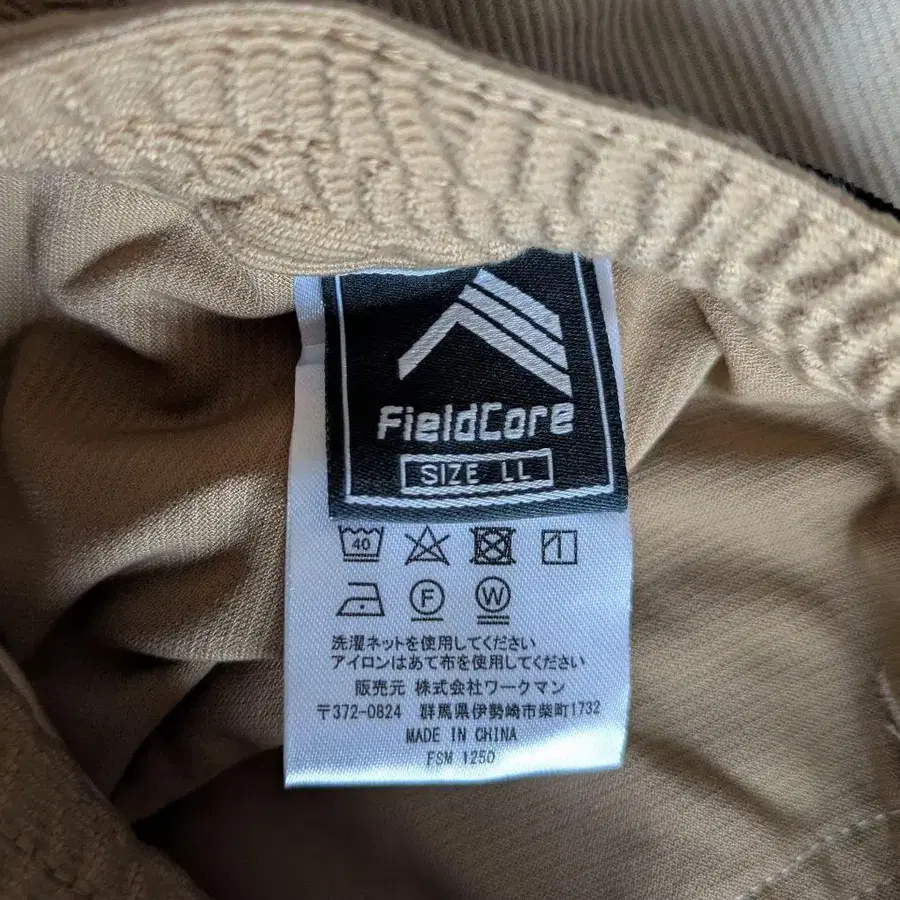 FieldCore
SIZE LL
40
F W
洗濯ネットを使用してください
アイロンはあて布を使用してください
販売元 株式会社ワークマン
〒372-0824 群馬県伊勢崎市柴町1732
MADE IN CHINA
FSM 1250